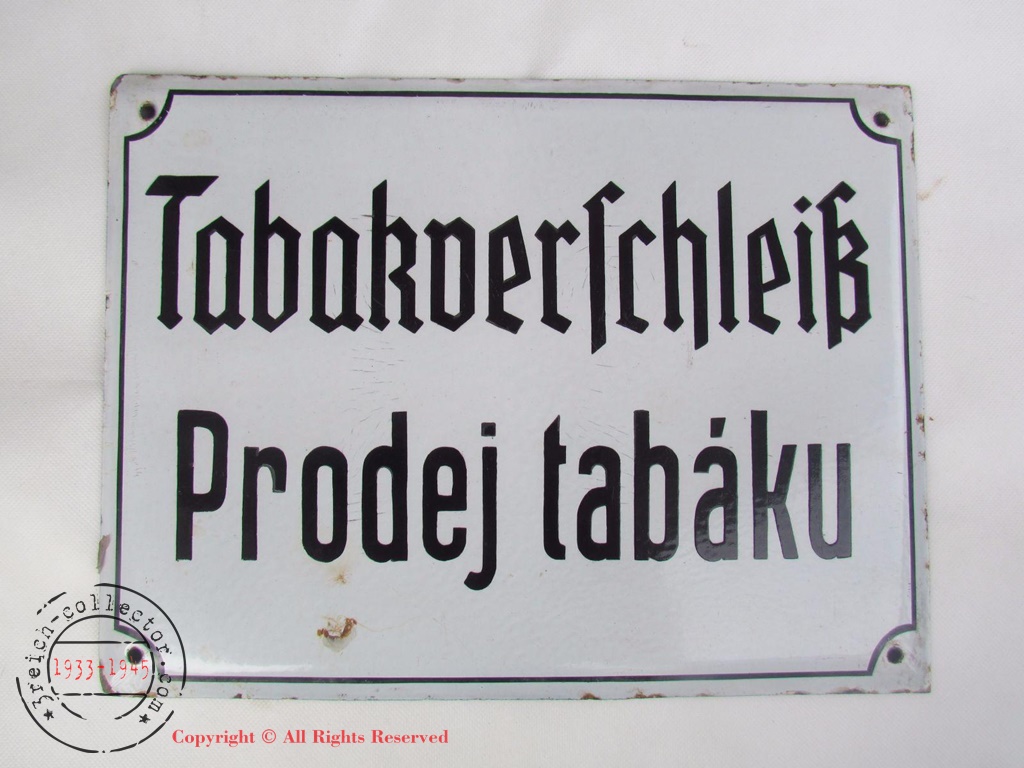 Tabakverſchleiß
Prodej tabáku
3reich-collector.com
1933-1945
Copyright © All Rights Reserved